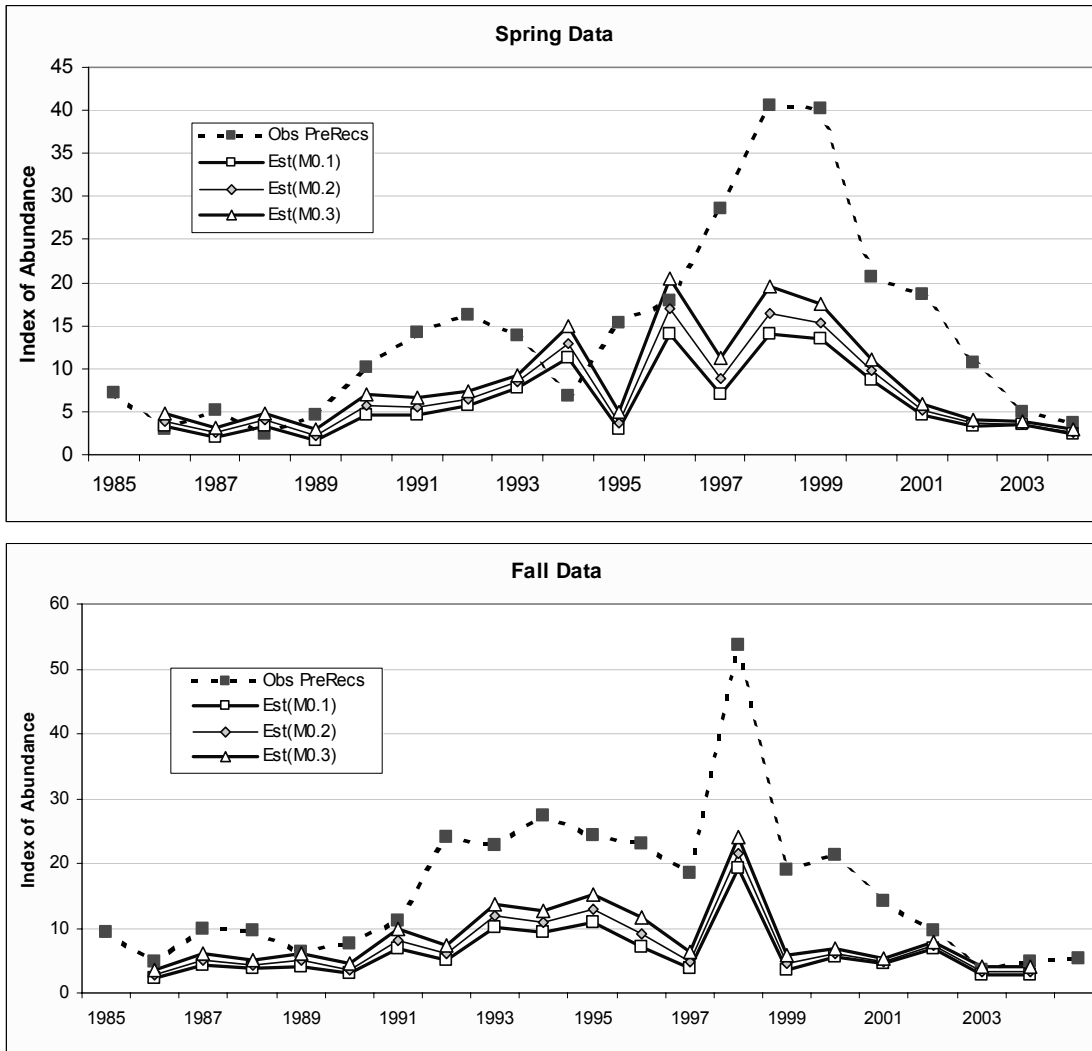 Spring Data
Index of Abundance
45
40
35
30
25
20
15
10
5
0
Obs PreRecs
Est(M0.1)
Est(M0.2)
Est(M0.3)
1985 1987 1989 1991 1993 1995 1997 1999 2001 2003
Fall Data
Index of Abundance
60
50
40
30
20
10
0
Obs PreRecs
Est(M0.1)
Est(M0.2)
Est(M0.3)
1985 1987 1989 1991 1993 1995 1997 1999 2001 2003